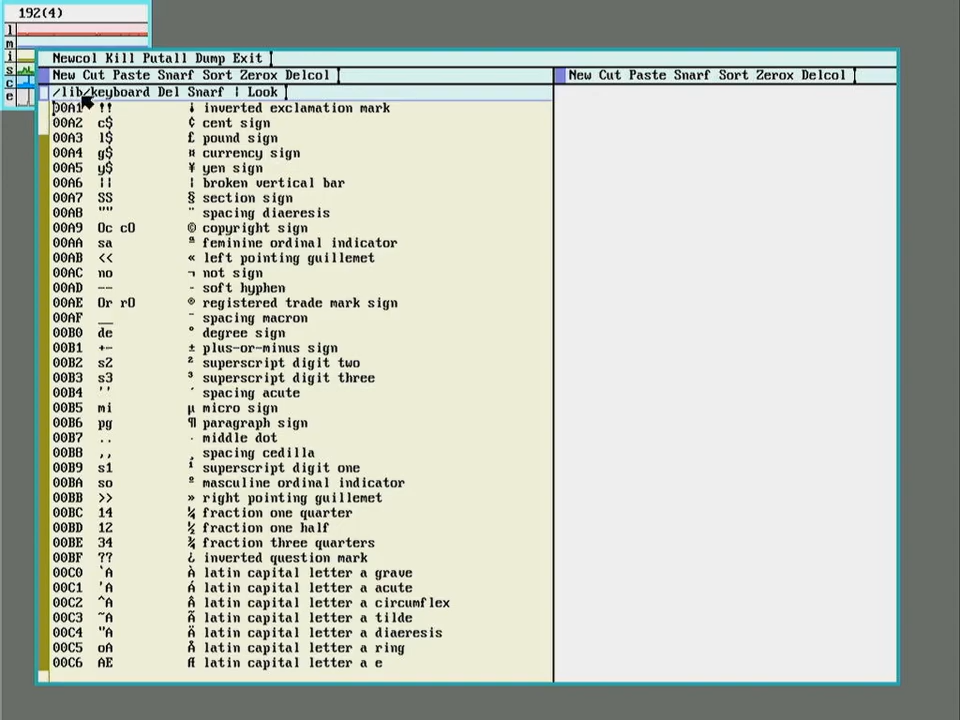 192(4)
l
m
i
s
c
e
Newcol Kill Putall Dump Exit
New Cut Paste Snarf Sort Zerox Delcol
New Cut Paste Snarf Sort Zerox Delcol
/lib/keyboard Del Snarf | Look
00A1 !! ¡ inverted exclamation mark
00A2 c$ ¢ cent sign
00A3 l$ £ pound sign
00A4 g$ ¤ currency sign
00A5 y$ ¥ yen sign
00A6 || ¦ broken vertical bar
00A7 SS § section sign
00A8 "" ¨ spacing diaeresis
00A9 Oc cO © copyright sign
00AA sa ª feminine ordinal indicator
00AB << « left pointing guillemet
00AC no ¬ not sign
00AD -- - soft hyphen
00AE Or rO ® registered trade mark sign
00AF __ ¯ spacing macron
00B0 de ° degree sign
00B1 +- ± plus-or-minus sign
00B2 s2 ² superscript digit two
00B3 s3 ³ superscript digit three
00B4 '' ´ spacing acute
00B5 mi µ micro sign
00B6 pg ¶ paragraph sign
00B7 .. · middle dot
00B8 ,, ¸ spacing cedilla
00B9 s1 ¹ superscript digit one
00BA so º masculine ordinal indicator
00BB >> » right pointing guillemet
00BC 14 ¼ fraction one quarter
00BD 12 ½ fraction one half
00BE 34 ¾ fraction three quarters
00BF ?? ¿ inverted question mark
00C0 `A À latin capital letter a grave
00C1 'A Á latin capital letter a acute
00C2 ^A Â latin capital letter a circumflex
00C3 ~A Ã latin capital letter a tilde
00C4 "A Ä latin capital letter a diaeresis
00C5 oA Å latin capital letter a ring
00C6 AE Æ latin capital letter a e